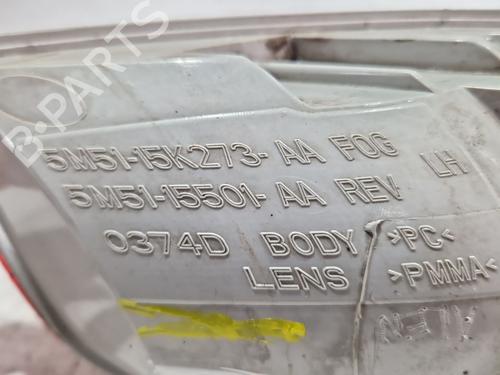 B-PARTS
5M51-15K273-AA FOG
5M51-15501-AA REV LH
0374D BODY >PC<
LENS >PMMA<